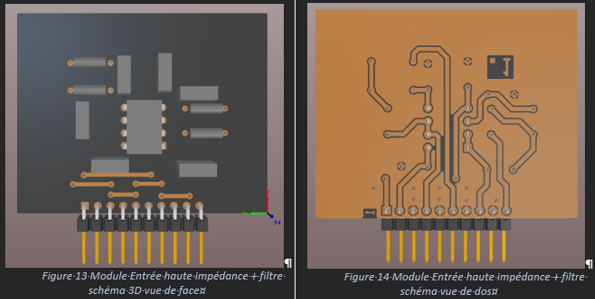 Figure·13·Module·Entrée·haute·impédance·+·filtre·
schéma·3D·vue·de·face¤
¶
Figure·14·Module·Entrée·haute·impédance·+·filtre·
schéma·vue·de·dos¤
¶